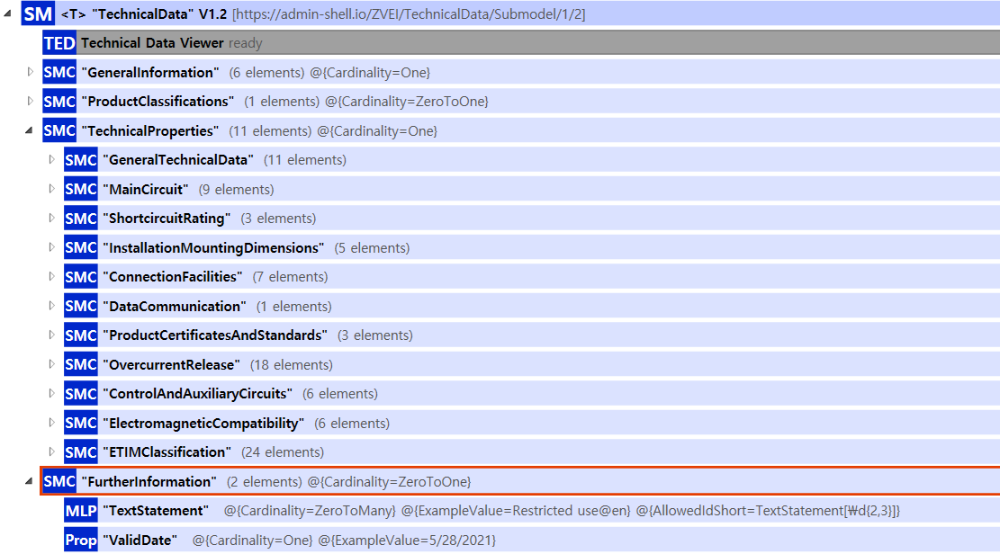 SM <T> "TechnicalData" V1.2 [https://admin-shell.io/ZVEI/TechnicalData/Submodel/1/2]
TED Technical Data Viewer ready
SMC "GeneralInformation" (6 elements) @{Cardinality=One}
SMC "ProductClassifications" (1 elements) @{Cardinality=ZeroToOne}
SMC "TechnicalProperties" (11 elements) @{Cardinality=One}
SMC "GeneralTechnicalData" (11 elements)
SMC "MainCircuit" (9 elements)
SMC "ShortcircuitRating" (3 elements)
SMC "InstallationMountingDimensions" (5 elements)
SMC "ConnectionFacilities" (7 elements)
SMC "DataCommunication" (1 elements)
SMC "ProductCertificatesAndStandards" (3 elements)
SMC "OvercurrentRelease" (18 elements)
SMC "ControlAndAuxiliaryCircuits" (6 elements)
SMC "ElectromagneticCompatibility" (6 elements)
SMC "ETIMClassification" (24 elements)
SMC "FurtherInformation" (2 elements) @{Cardinality=ZeroToOne}
MLP "TextStatement" @{Cardinality=ZeroToMany} @{ExampleValue=Restricted use@en} @{AllowedIdShort=TextStatement[₩d{2,3}]}
Prop "ValidDate" @{Cardinality=One} @{ExampleValue=5/28/2021}